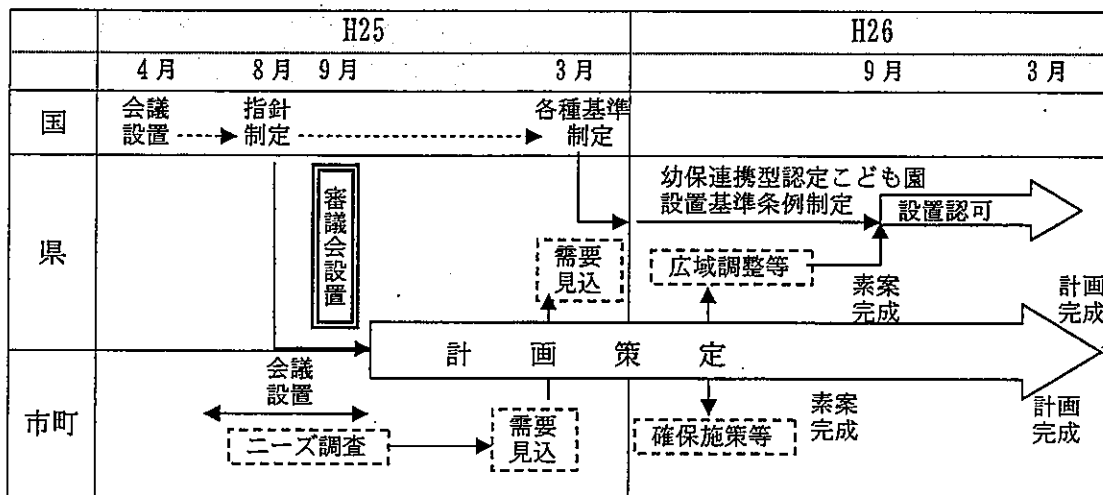 H25 H26
4月 8月 9月 3月 9月 3月
国
会議
設置
指針
制定
各種基準
制定
県
審議会設置
幼保連携型認定こども園
設置基準条例制定
設置認可
需要
見込
広域調整等
素案
完成
計画
完成
計画策定
市町
会議
設置
ニーズ調査
需要
見込
確保施策等
素案
完成
計画
完成